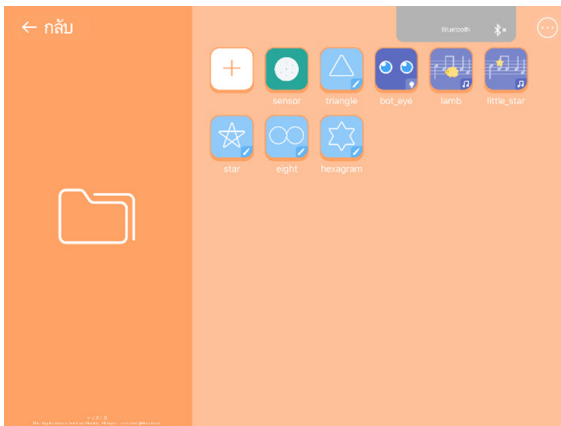 ← กลับ
Bluetooth
sensor
triangle
bot_eye
lamb
little_star
star
eight
hexagram